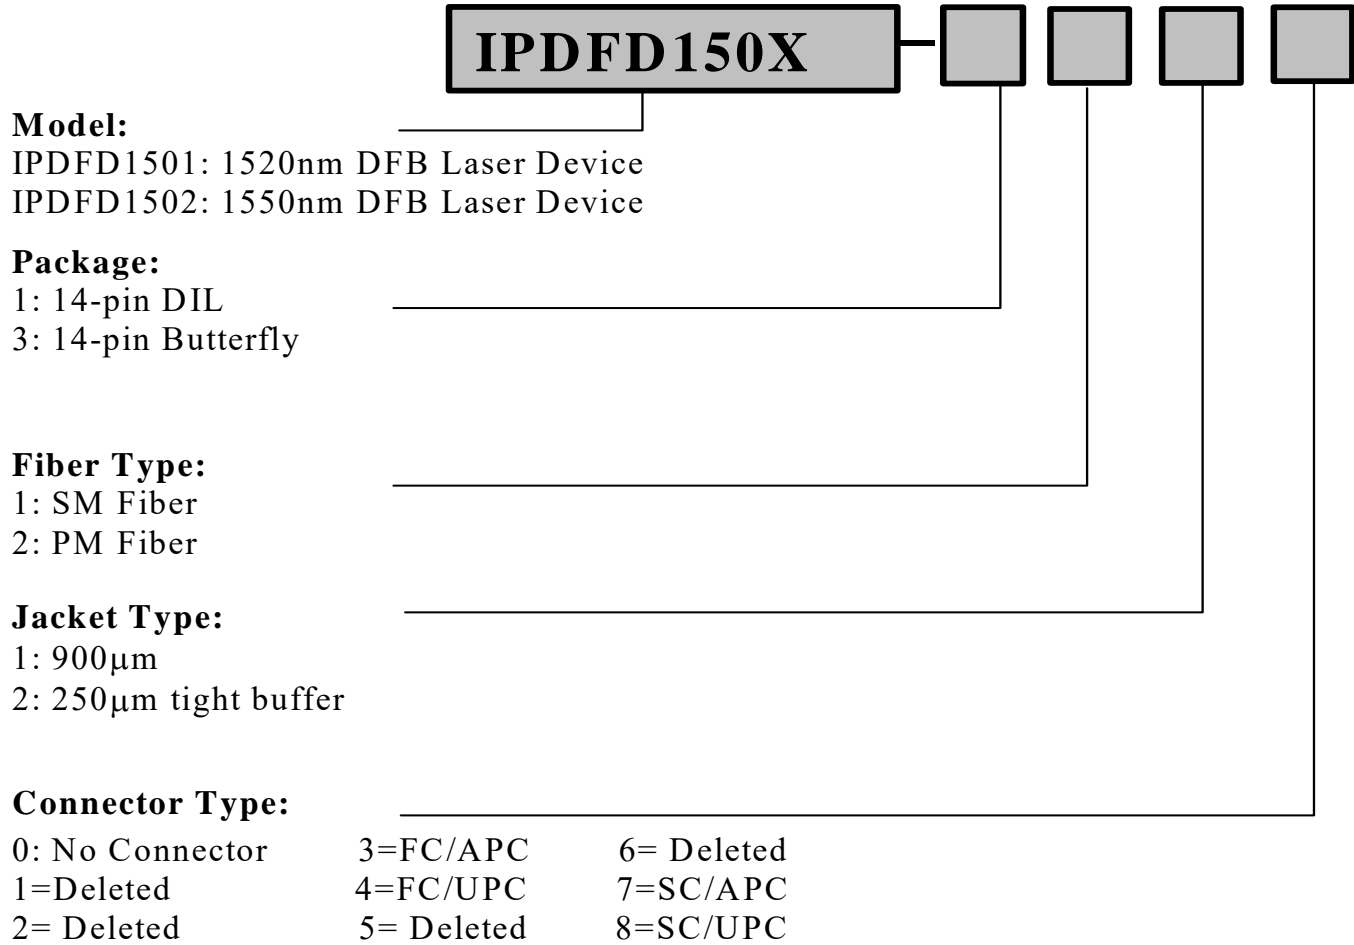 IPDFD150X
Model:
IPDFD1501: 1520nm DFB Laser Device
IPDFD1502: 1550nm DFB Laser Device
Package:
1: 14-pin DIL
3: 14-pin Butterfly
Fiber Type:
1: SM Fiber
2: PM Fiber
Jacket Type:
1: 900μm
2: 250μm tight buffer
Connector Type:
0: No Connector 3=FC/APC 6= Deleted
1=Deleted 4=FC/UPC 7=SC/APC
2= Deleted 5= Deleted 8=SC/UPC